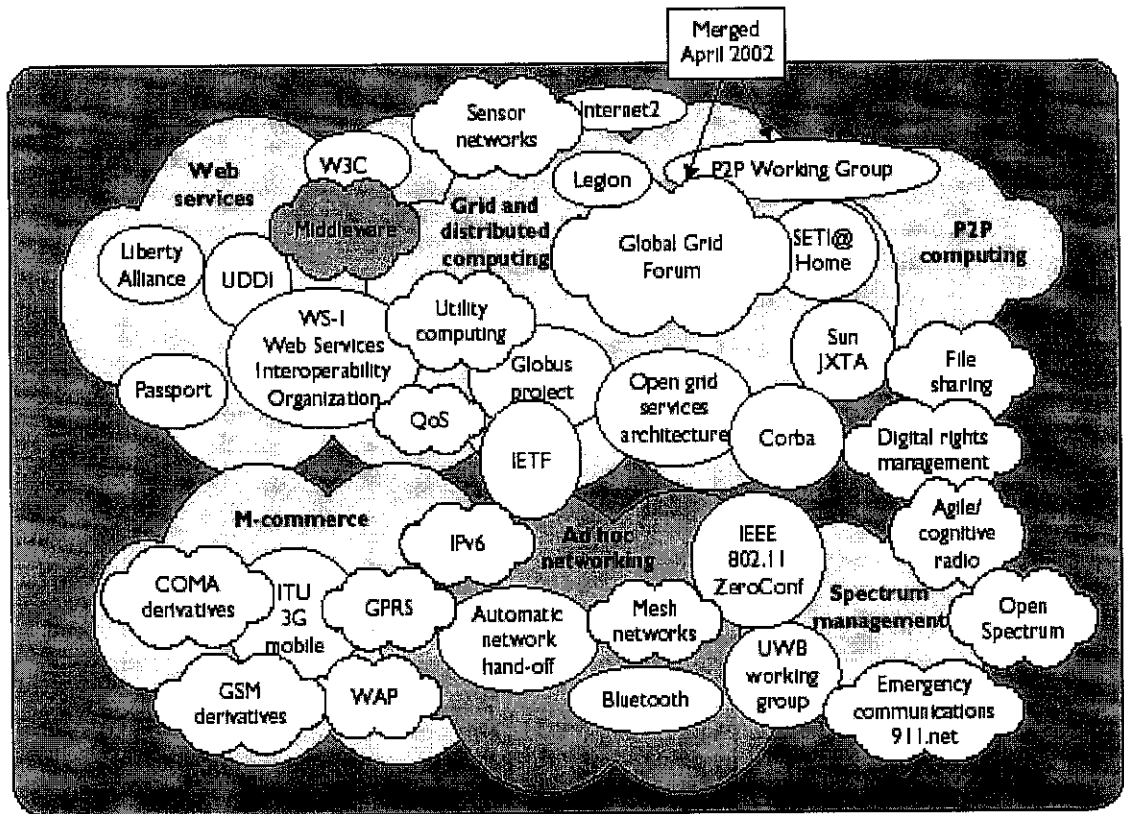 Merged
April 2002
Sensor
networks
Internet2
Web
services
W3C
Legion
P2P Working Group
Middleware
Grid and
distributed
computing
Global Grid
Forum
SETI@
Home
P2P
computing
Liberty
Alliance
UDDI
WS-I
Web Services
Interoperability
Organization
Utility
computing
Sun
JXTA
File
sharing
Passport
Globus
project
Open grid
services
architecture
QoS
Corba
Digital rights
management
IETF
M-commerce
IPv6
Ad hoc
networking
IEEE
802.11
ZeroConf
Agile/
cognitive
radio
COMA
derivatives
ITU
3G
mobile
GPRS
Automatic
network
hand-off
Mesh
networks
Spectrum
management
Open
Spectrum
GSM
derivatives
WAP
Bluetooth
UWB
working
group
Emergency
communications
911.net